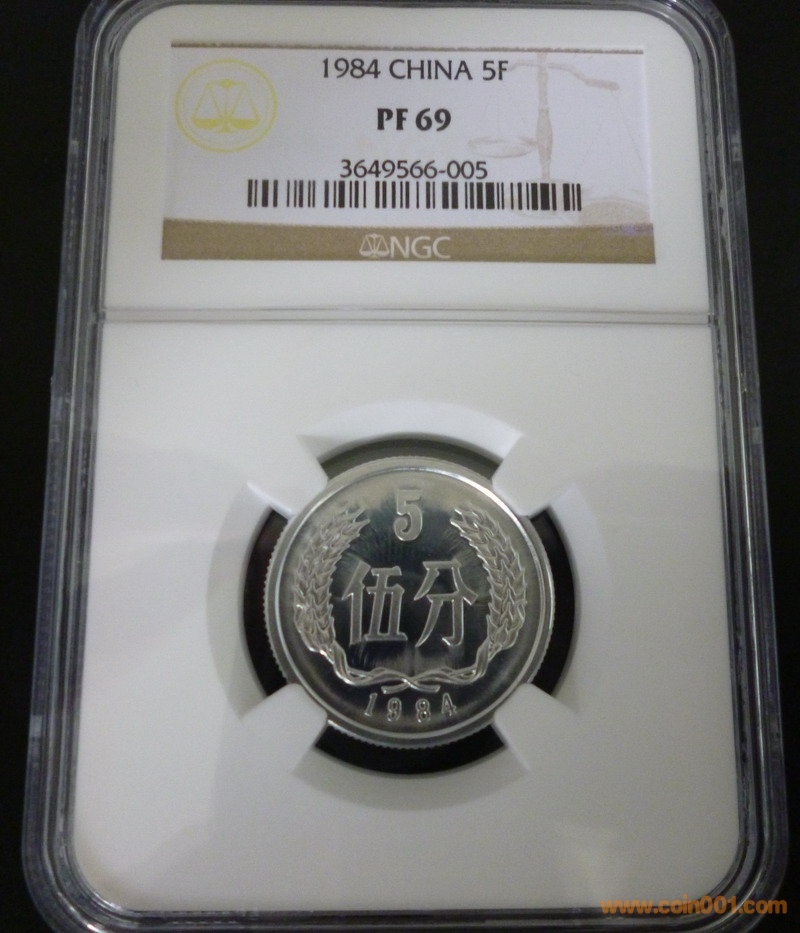 1984 CHINA 5F
PF 69
3649566-005
NGC
5
伍分
1984
www.coin001.com